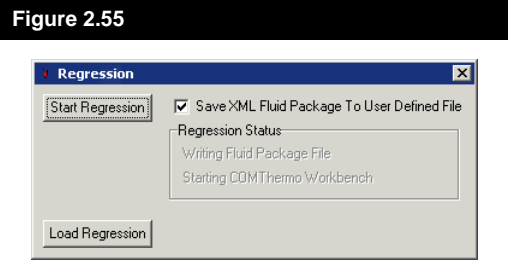 Figure 2.55
Regression
Start Regression
Save XML Fluid Package To User Defined File
Regression Status
Writing Fluid Package File
Starting COMThermo Workbench
Load Regression